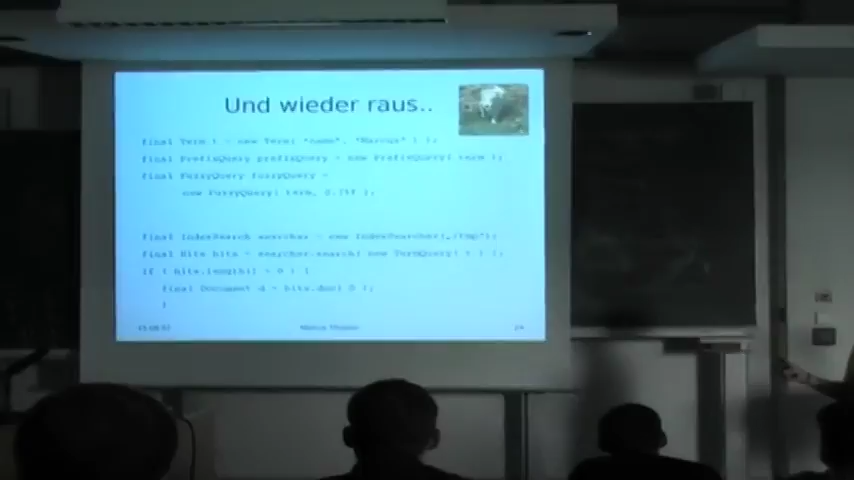 Und wieder raus..
final Term t = new Term( "name", "Marcus" ) );
final PrefixQuery prefixQuery = new PrefixQuery( term );
final FuzzyQuery fuzzyQuery =
new FuzzyQuery( term, 0.75f );
final IndexSearch searcher = new IndexSearcher(„/tmp");
final Hits hits = searcher.search( new TermQuery( t ) );
if ( hits.length() > 0 ) {
final Document d = hits.doc( 0 );
}
24